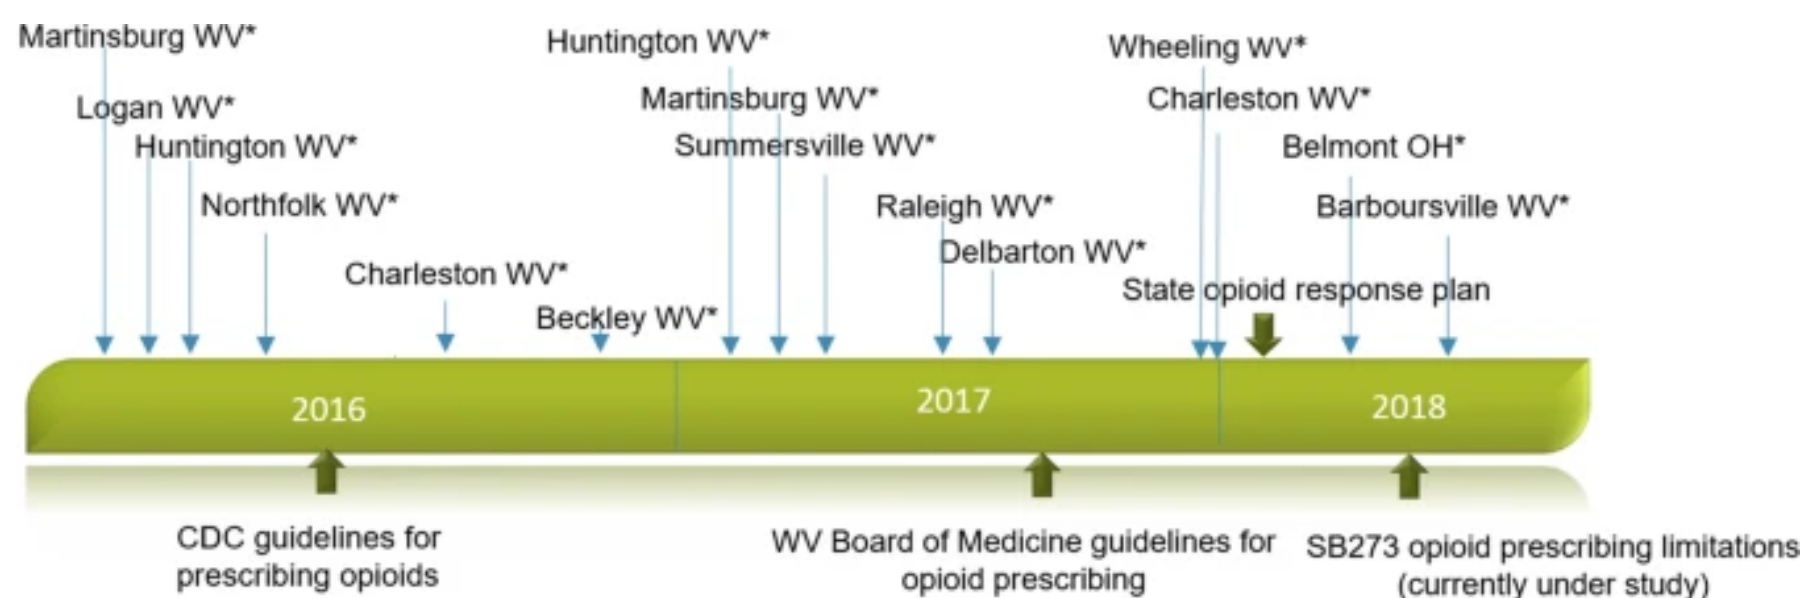 Martinsburg WV*
Logan WV*
Huntington WV*
Northfolk WV*
Charleston WV*
Beckley WV*
Huntington WV*
Martinsburg WV*
Summersville WV*
Raleigh WV*
Delbarton WV*
Wheeling WV*
Charleston WV*
Belmont OH*
Barboursville WV*
State opioid response plan
2016
2017
2018
CDC guidelines for
prescribing opioids
WV Board of Medicine guidelines for
opioid prescribing
SB273 opioid prescribing limitations
(currently under study)